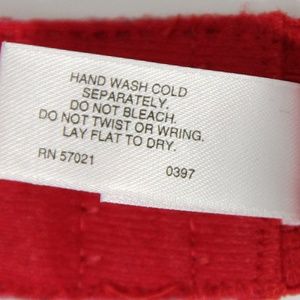 HAND WASH COLD
SEPARATELY.
DO NOT BLEACH.
DO NOT TWIST OR WRING.
LAY FLAT TO DRY.
RN 57021 0397